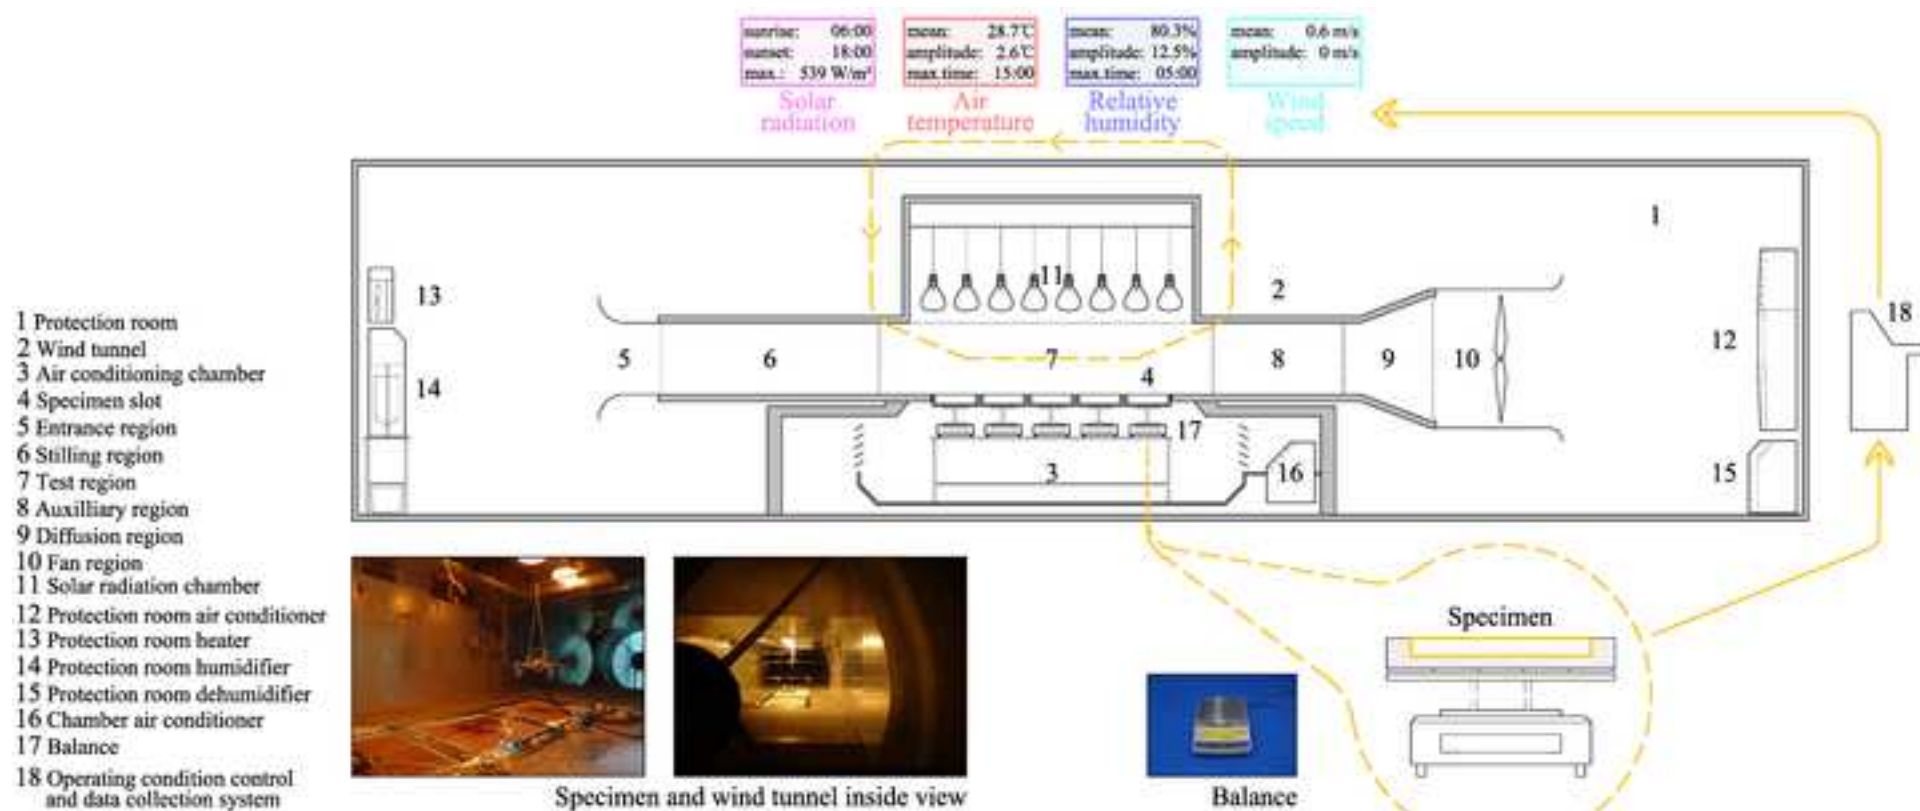 sunrise: 06:00
sunset: 18:00
max.: 539 W/m²
Solar
radiation
mean: 28.7℃
amplitude: 2.6℃
max.time: 15:00
Air
temperature
mean: 80.3%
amplitude: 12.5%
max.time: 05:00
Relative
humidity
mean: 0.6 m/s
amplitude: 0 m/s
Wind
speed
1
2
3
4
5
6
7
8
9
10
11
12
13
14
15
16
17
18
1 Protection room
2 Wind tunnel
3 Air conditioning chamber
4 Specimen slot
5 Entrance region
6 Stilling region
7 Test region
8 Auxilliary region
9 Diffusion region
10 Fan region
11 Solar radiation chamber
12 Protection room air conditioner
13 Protection room heater
14 Protection room humidifier
15 Protection room dehumidifier
16 Chamber air conditioner
17 Balance
18 Operating condition control
and data collection system
Specimen
Specimen and wind tunnel inside view
Balance